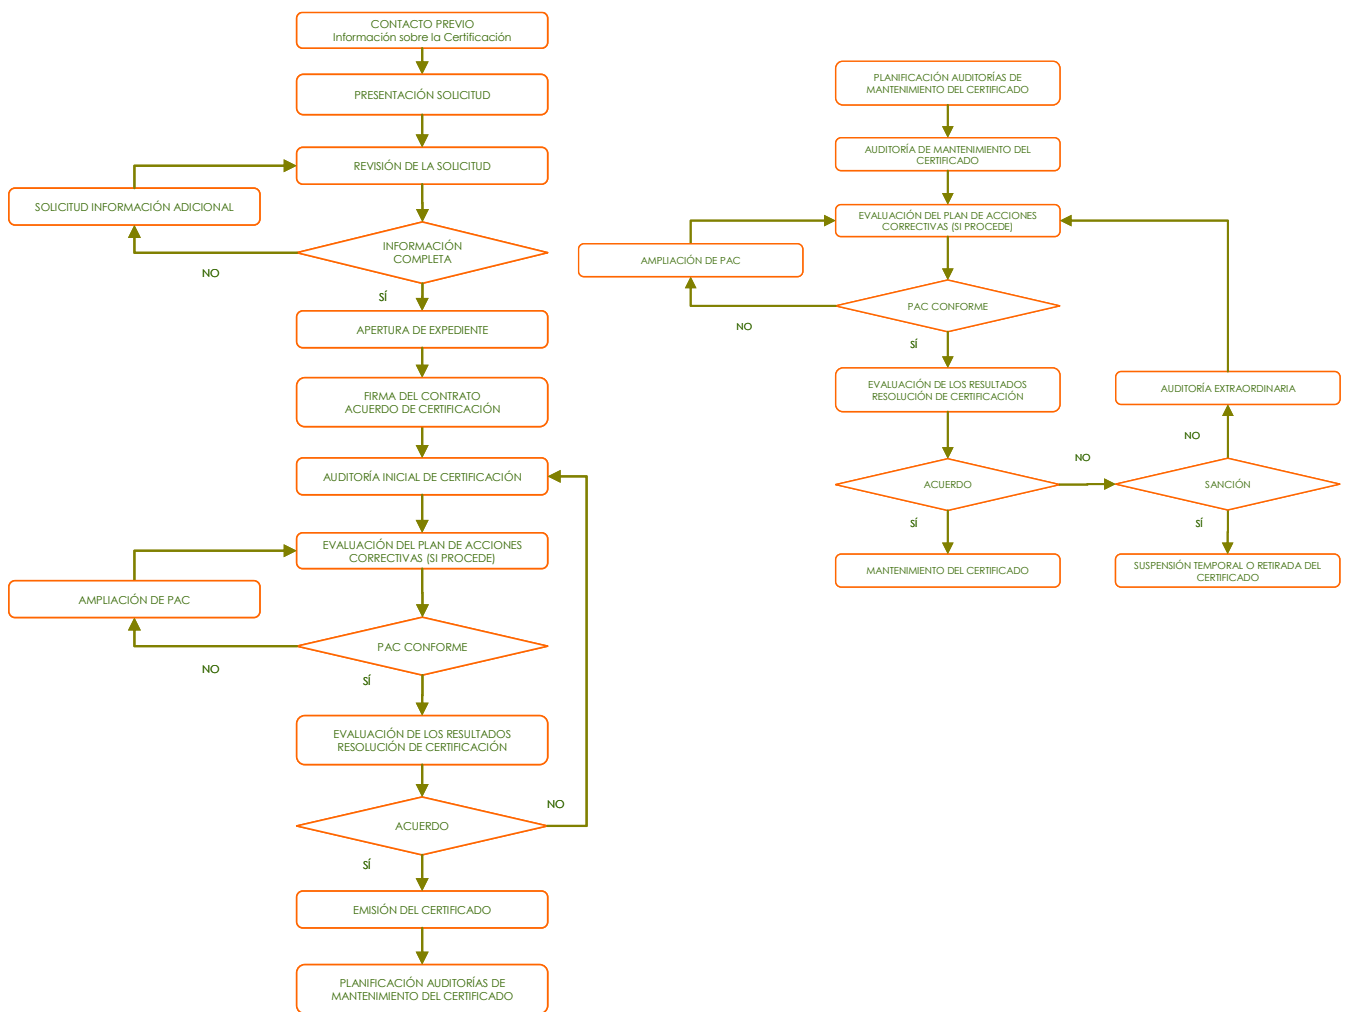 CONTACTO PREVIO
Información sobre la Certificación
PRESENTACIÓN SOLICITUD
REVISIÓN DE LA SOLICITUD
SOLICITUD INFORMACIÓN ADICIONAL
INFORMACIÓN
COMPLETA
NO
SÍ
APERTURA DE EXPEDIENTE
FIRMA DEL CONTRATO
ACUERDO DE CERTIFICACIÓN
AUDITORÍA INICIAL DE CERTIFICACIÓN
EVALUACIÓN DEL PLAN DE ACCIONES
CORRECTIVAS (SI PROCEDE)
AMPLIACIÓN DE PAC
PAC CONFORME
NO
SÍ
EVALUACIÓN DE LOS RESULTADOS
RESOLUCIÓN DE CERTIFICACIÓN
NO
ACUERDO
SÍ
EMISIÓN DEL CERTIFICADO
PLANIFICACIÓN AUDITORÍAS DE
MANTENIMIENTO DEL CERTIFICADO
PLANIFICACIÓN AUDITORÍAS DE
MANTENIMIENTO DEL CERTIFICADO
AUDITORÍA DE MANTENIMIENTO DEL
CERTIFICADO
EVALUACIÓN DEL PLAN DE ACCIONES
CORRECTIVAS (SI PROCEDE)
AMPLIACIÓN DE PAC
PAC CONFORME
NO
SÍ
EVALUACIÓN DE LOS RESULTADOS
RESOLUCIÓN DE CERTIFICACIÓN
AUDITORÍA EXTRAORDINARIA
NO
NO
ACUERDO
SANCIÓN
SÍ
SÍ
MANTENIMIENTO DEL CERTIFICADO
SUSPENSIÓN TEMPORAL O RETIRADA DEL
CERTIFICADO